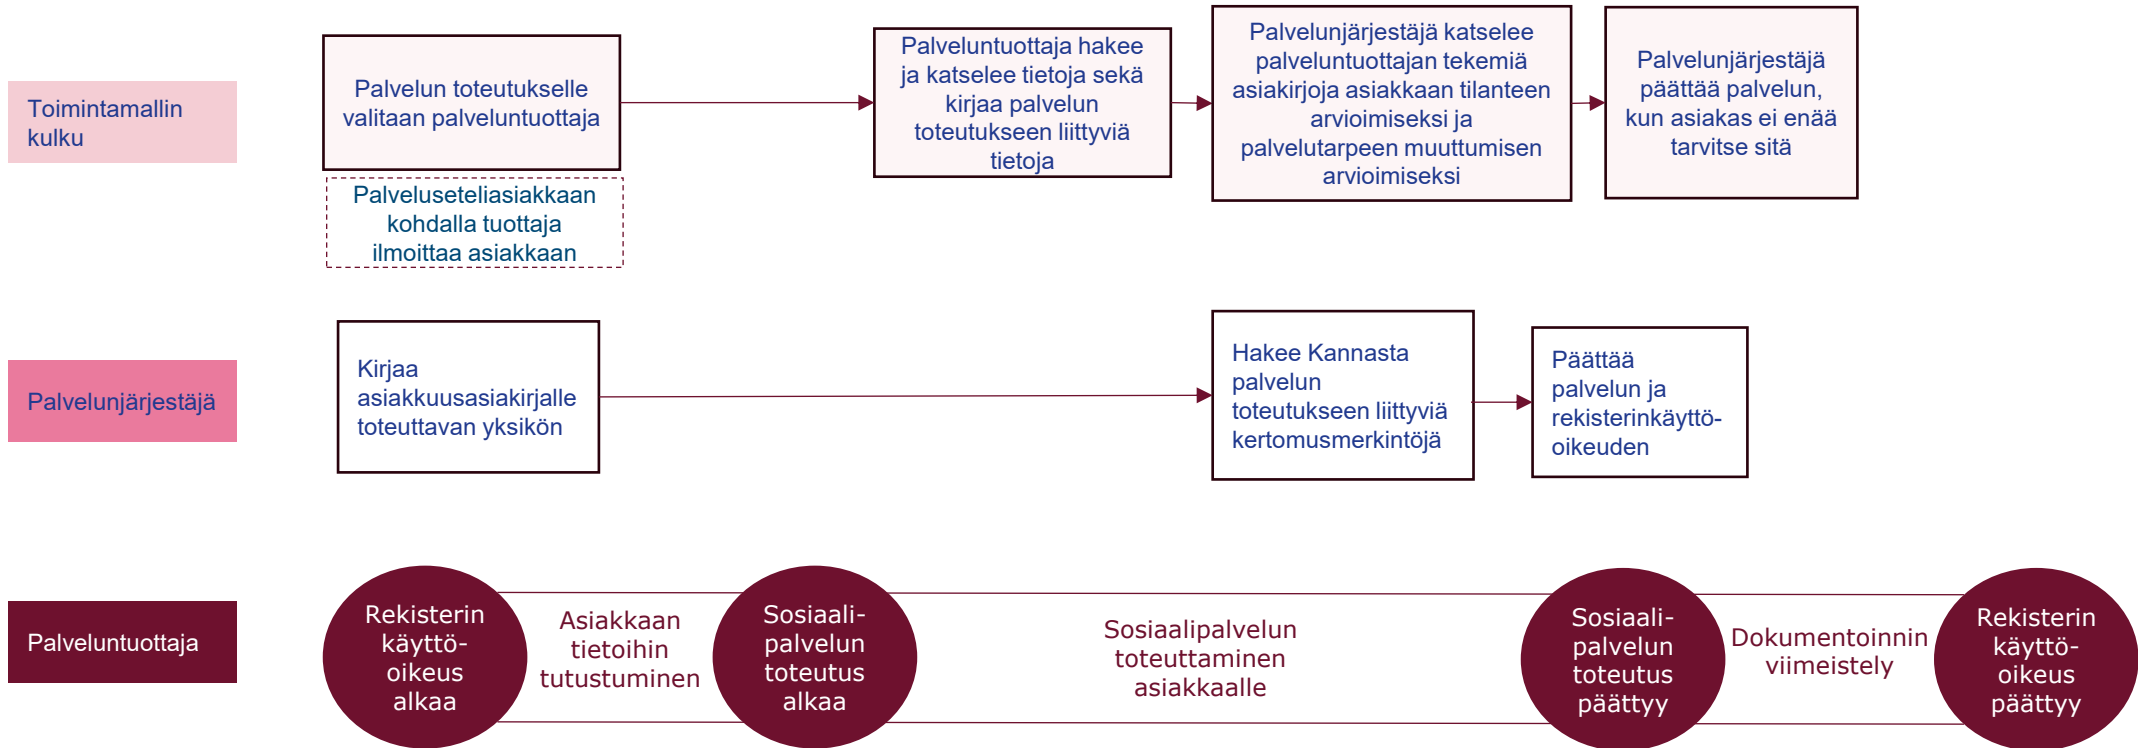 Toimintamallin
kulku
Palvelun toteutukselle
valitaan palveluntuottaja
Palveluseteliasiakkaan
kohdalla tuottaja
ilmoittaa asiakkaan
Palveluntuottaja hakee
ja katselee tietoja sekä
kirjaa palvelun
toteutukseen liittyviä
tietoja
Palvelunjärjestäjä katselee
palveluntuottajan tekemiä
asiakirjoja asiakkaan tilanteen
arvioimiseksi ja
palvelutarpeen muuttumisen
arvioimiseksi
Palvelunjärjestäjä
päättää palvelun,
kun asiakas ei enää
tarvitse sitä
Palvelunjärjestäjä
Kirjaa
asiakkuusasiakirjalle
toteuttavan yksikön
Hakee Kannasta
palvelun
toteutukseen liittyviä
kertomusmerkintöjä
Päättää
palvelun ja
rekisterinkäyttö-
oikeuden
Palveluntuottaja
Rekisterin
käyttö-
oikeus
alkaa
Asiakkaan
tietoihin
tutustuminen
Sosiaali-
palvelun
toteutus
alkaa
Sosiaalipalvelun
toteuttaminen
asiakkaalle
Sosiaali-
palvelun
toteutus
päättyy
Dokumentoinnin
viimeistely
Rekisterin
käyttö-
oikeus
päättyy